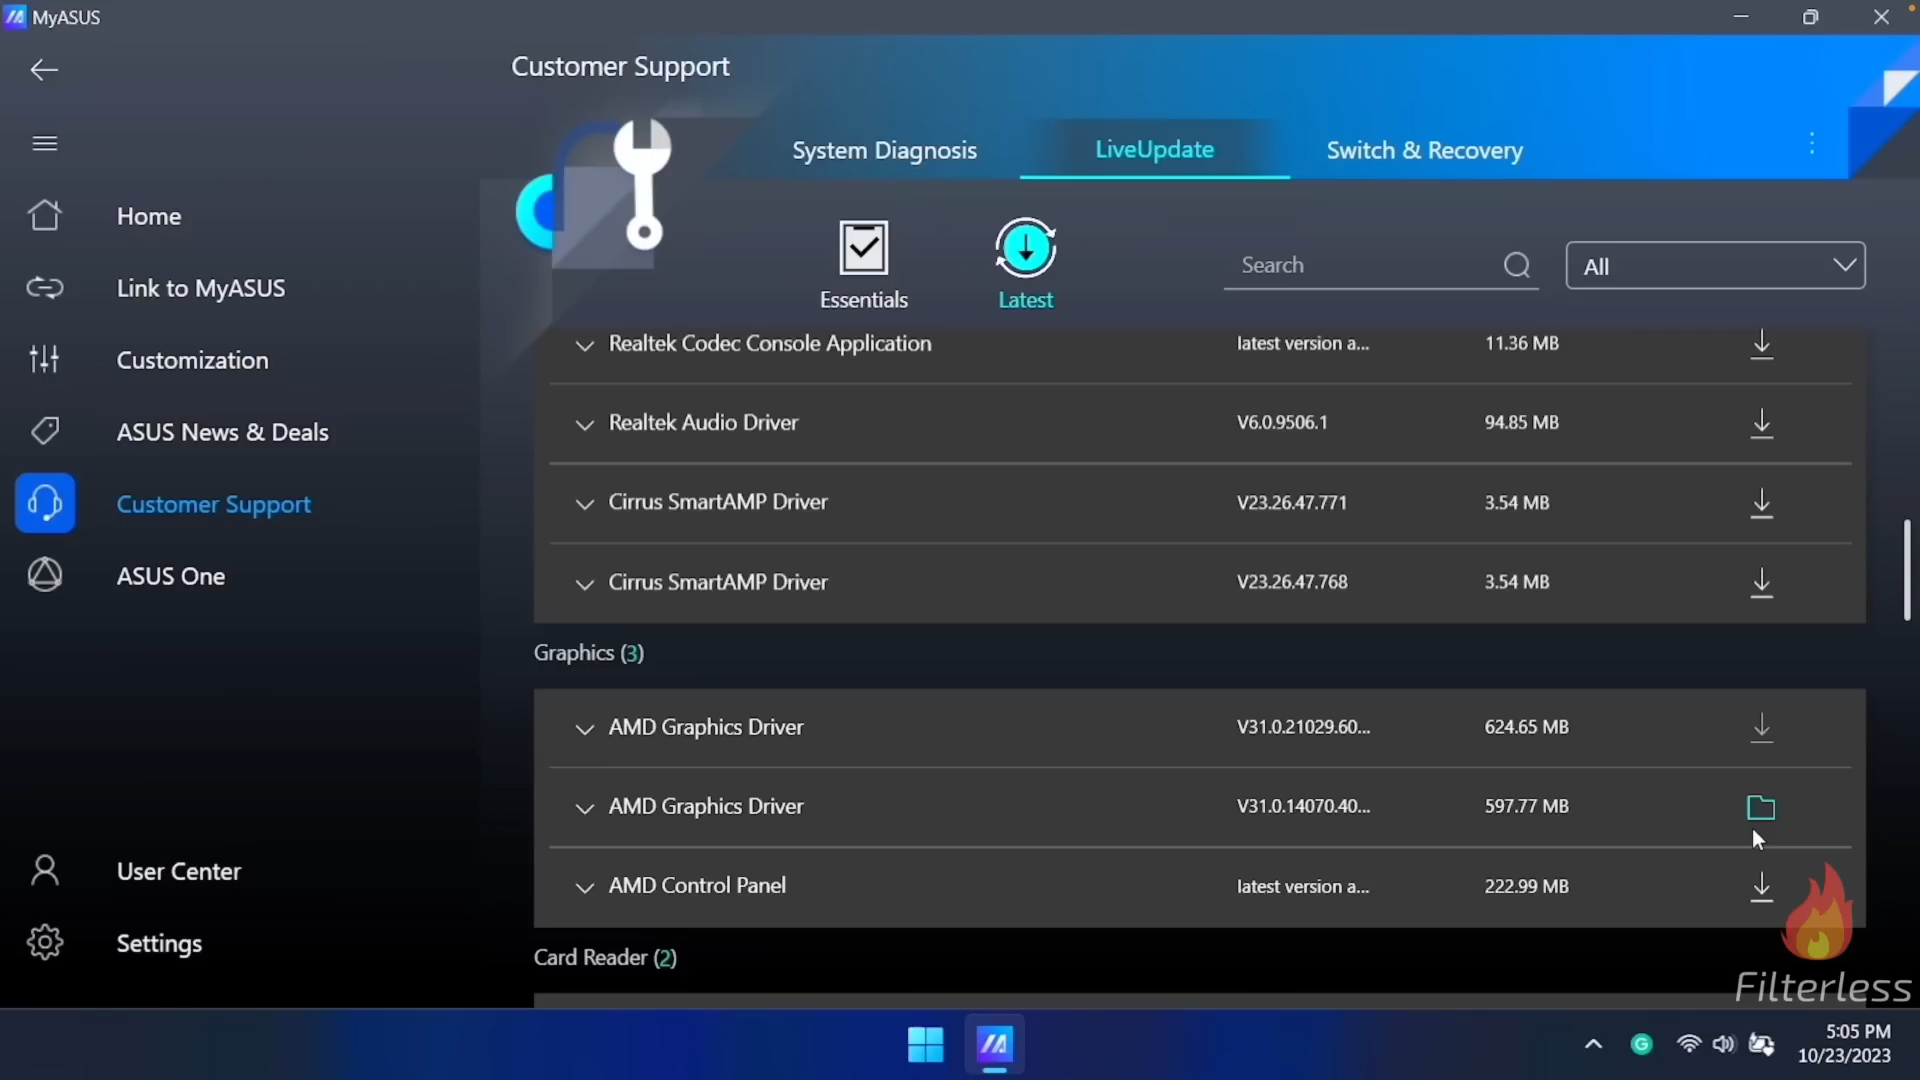 MyASUS
Customer Support
System Diagnosis
LiveUpdate
Switch & Recovery
Home
Link to MyASUS
Customization
ASUS News & Deals
Customer Support
ASUS One
User Center
Settings
Essentials
Latest
Search
All
Realtek Codec Console Application latest version a... 11.36 MB
Realtek Audio Driver V6.0.9506.1 94.85 MB
Cirrus SmartAMP Driver V23.26.47.771 3.54 MB
Cirrus SmartAMP Driver V23.26.47.768 3.54 MB
Graphics (3)
AMD Graphics Driver V31.0.21029.60... 624.65 MB
AMD Graphics Driver V31.0.14070.40... 597.77 MB
AMD Control Panel latest version a... 222.99 MB
Card Reader (2)
Filterless
5:05 PM
10/23/2023